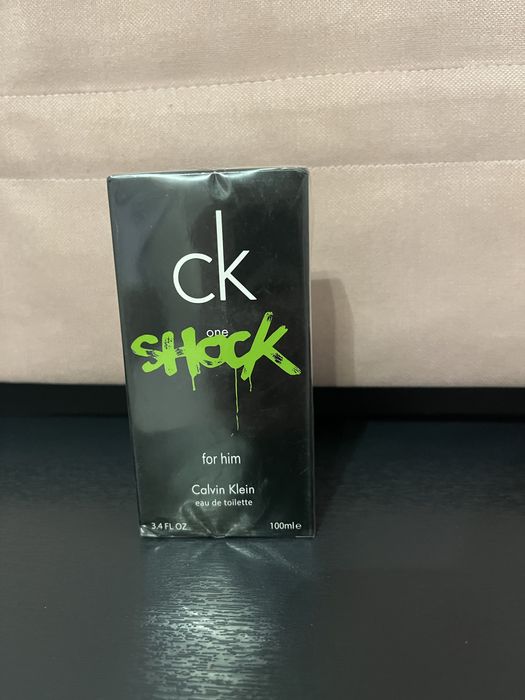 ck
one
SHOCK
for him
Calvin Klein
eau de toilette
3.4 FL OZ 100ml e